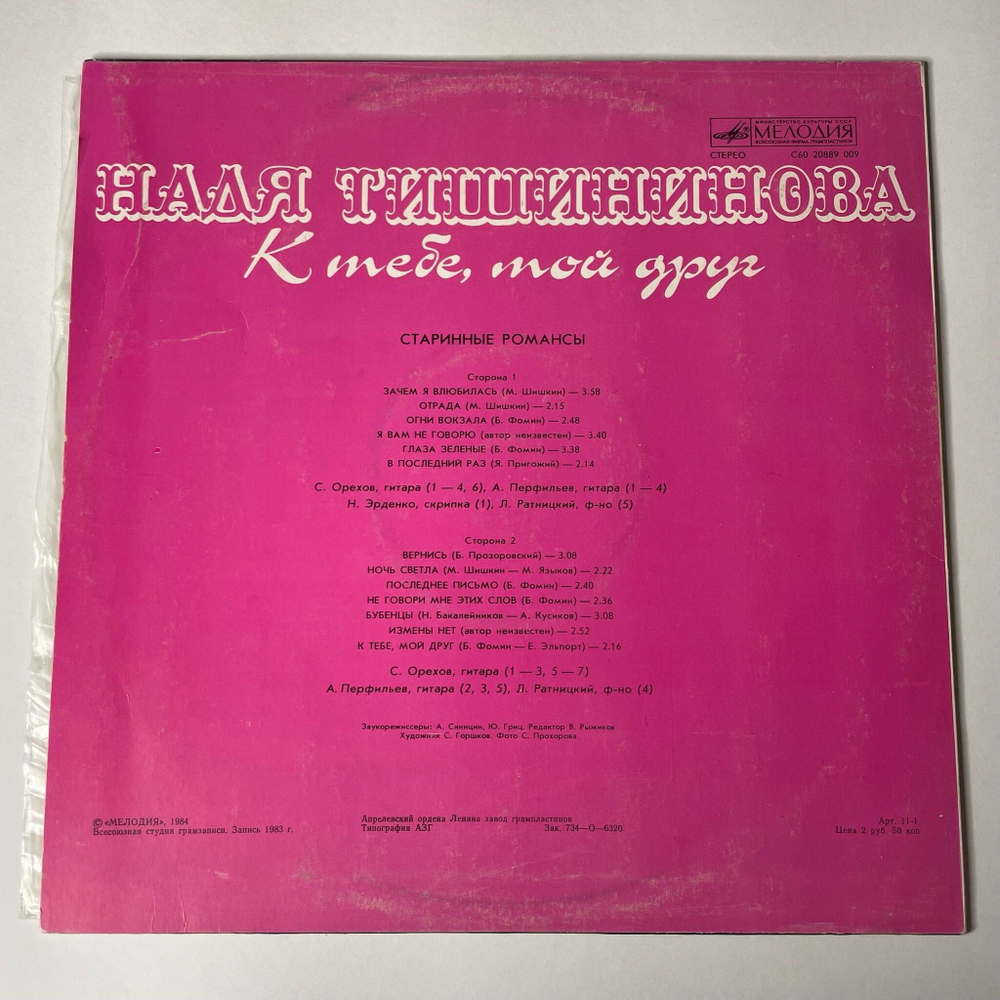 МИНИСТЕРСТВО КУЛЬТУРЫ СССР
МЕЛОДИЯ
ВСЕСОЮЗНАЯ ФИРМА ГРАМПЛАСТИНОК
СТЕРЕО С60 20889 009
НАДЯ ТИШИНИНОВА
К тебе, мой друг
СТАРИННЫЕ РОМАНСЫ
Сторона 1
ЗАЧЕМ Я ВЛЮБИЛАСЬ (М. Шишкин) — 3.58
ОТРАДА (М. Шишкин) — 2.15
ОГНИ ВОКЗАЛА (Б. Фомин) — 2.48
Я ВАМ НЕ ГОВОРЮ (автор неизвестен) — 3.40
ГЛАЗА ЗЕЛЕНЫЕ (Б. Фомин) — 3.38
В ПОСЛЕДНИЙ РАЗ (Я. Пригожий) — 2.14
С. Орехов, гитара (1 — 4, 6), А. Перфильев, гитара (1 — 4)
Н. Эрденко, скрипка (1), Л. Ратницкий, ф-но (5)
Сторона 2
ВЕРНИСЬ (Б. Прозоровский) — 3.08
НОЧЬ СВЕТЛА (М. Шишкин — М. Языков) — 2.22
ПОСЛЕДНЕЕ ПИСЬМО (Б. Фомин) — 2.40
НЕ ГОВОРИ МНЕ ЭТИХ СЛОВ (Б. Фомин) — 2.36
БУБЕНЦЫ (Н. Бакалейников — А. Кусиков) — 3.08
ИЗМЕНЫ НЕТ (автор неизвестен) — 2.52
К ТЕБЕ, МОЙ ДРУГ (Б. Фомин — Е. Эльпорт) — 2.16
С. Орехов, гитара (1 — 3, 5 — 7)
А. Перфильев, гитара (2, 3, 5), Л. Ратницкий, ф-но (4)
Звукорежиссеры: А. Синицин, Ю. Гриц. Редактор В. Рыжиков
Художник С. Горшков. Фото С. Прохорова
© «МЕЛОДИЯ», 1984
Всесоюзная студия грамзаписи. Запись 1983 г.
Апрелевский ордена Ленина завод грампластинок
Типография АЗГ Зак. 734—О—6320
Арт. 11-1
Цена 2 руб. 50 коп